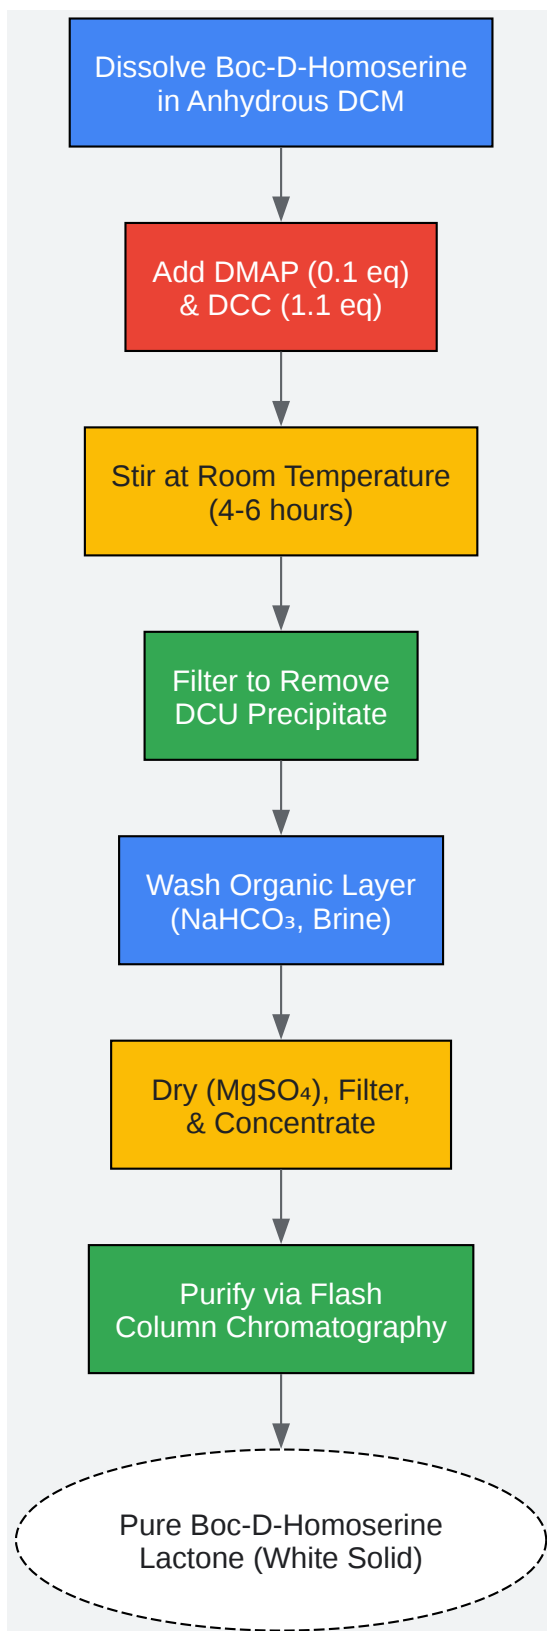 Dissolve Boc-D-Homoserine
in Anhydrous DCM
Add DMAP (0.1 eq)
& DCC (1.1 eq)
Stir at Room Temperature
(4-6 hours)
Filter to Remove
DCU Precipitate
Wash Organic Layer
(NaHCO₃, Brine)
Dry (MgSO₄), Filter,
& Concentrate
Purify via Flash
Column Chromatography
Pure Boc-D-Homoserine
Lactone (White Solid)